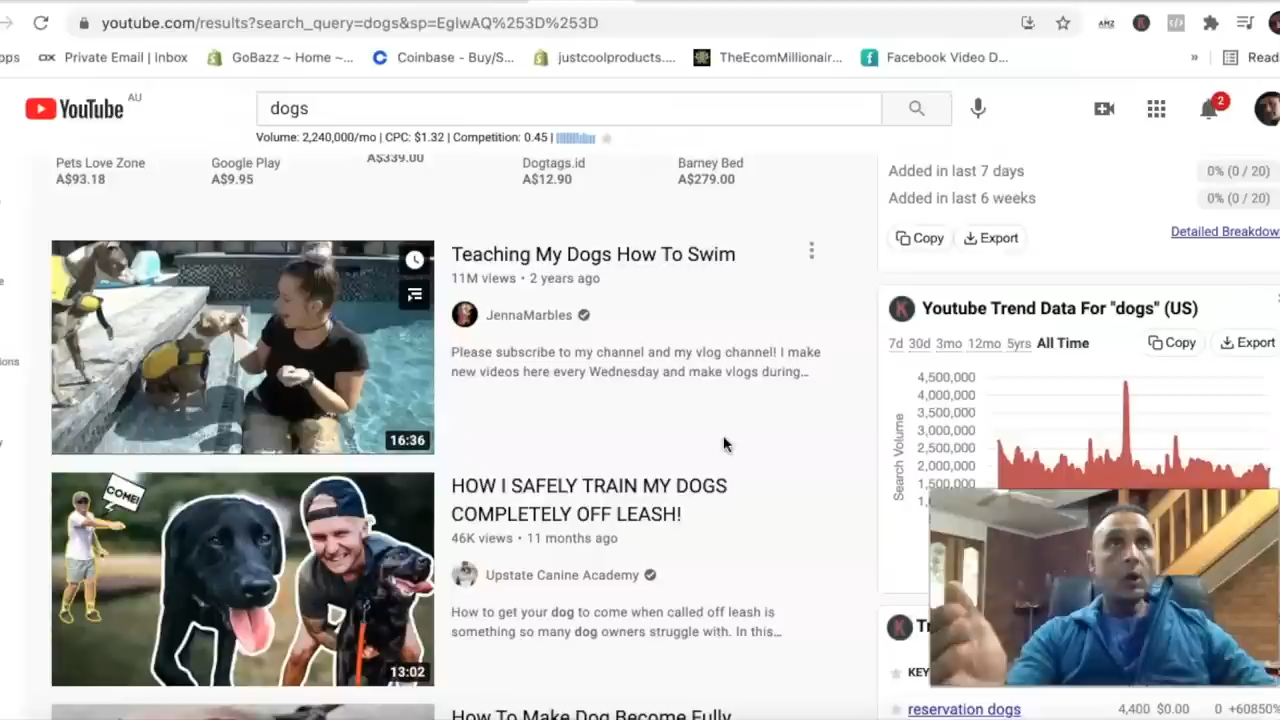 youtube.com/results?search_query=dogs&sp=EgIwAQ%253D%253D
pps
OX Private Email | Inbox
GoBazz ~ Home ~...
Coinbase - Buy/S...
justcoolproducts....
TheEcomMillionair...
Facebook Video D...
»
Read
YouTube AU
dogs
2
Volume: 2,240,000/mo | CPC: $1.32 | Competition: 0.45 |
Pets Love Zone
A$93.18
Google Play
A$9.95
A$339.00
Dogtags.id
A$12.90
Barney Bed
A$279.00
Teaching My Dogs How To Swim
11M views • 2 years ago
JennaMarbles
Please subscribe to my channel and my vlog channel! I make
new videos here every Wednesday and make vlogs during...
16:36
COME!
HOW I SAFELY TRAIN MY DOGS
COMPLETELY OFF LEASH!
46K views • 11 months ago
Upstate Canine Academy
How to get your dog to come when called off leash is
something so many dog owners struggle with. In this...
13:02
How To Make Dog Become Fully
Added in last 7 days
0% (0 / 20)
Added in last 6 weeks
0% (0 / 20)
Copy
Export
Detailed Breakdow
K Youtube Trend Data For "dogs" (US)
7d 30d 3mo 12mo 5yrs All Time
Copy
Export
Search Volume
4,500,000
4,000,000
3,500,000
3,000,000
2,500,000
2,000,000
1,500,000
K
KEY
reservation dogs
4,400 $0.00 0 +60850%